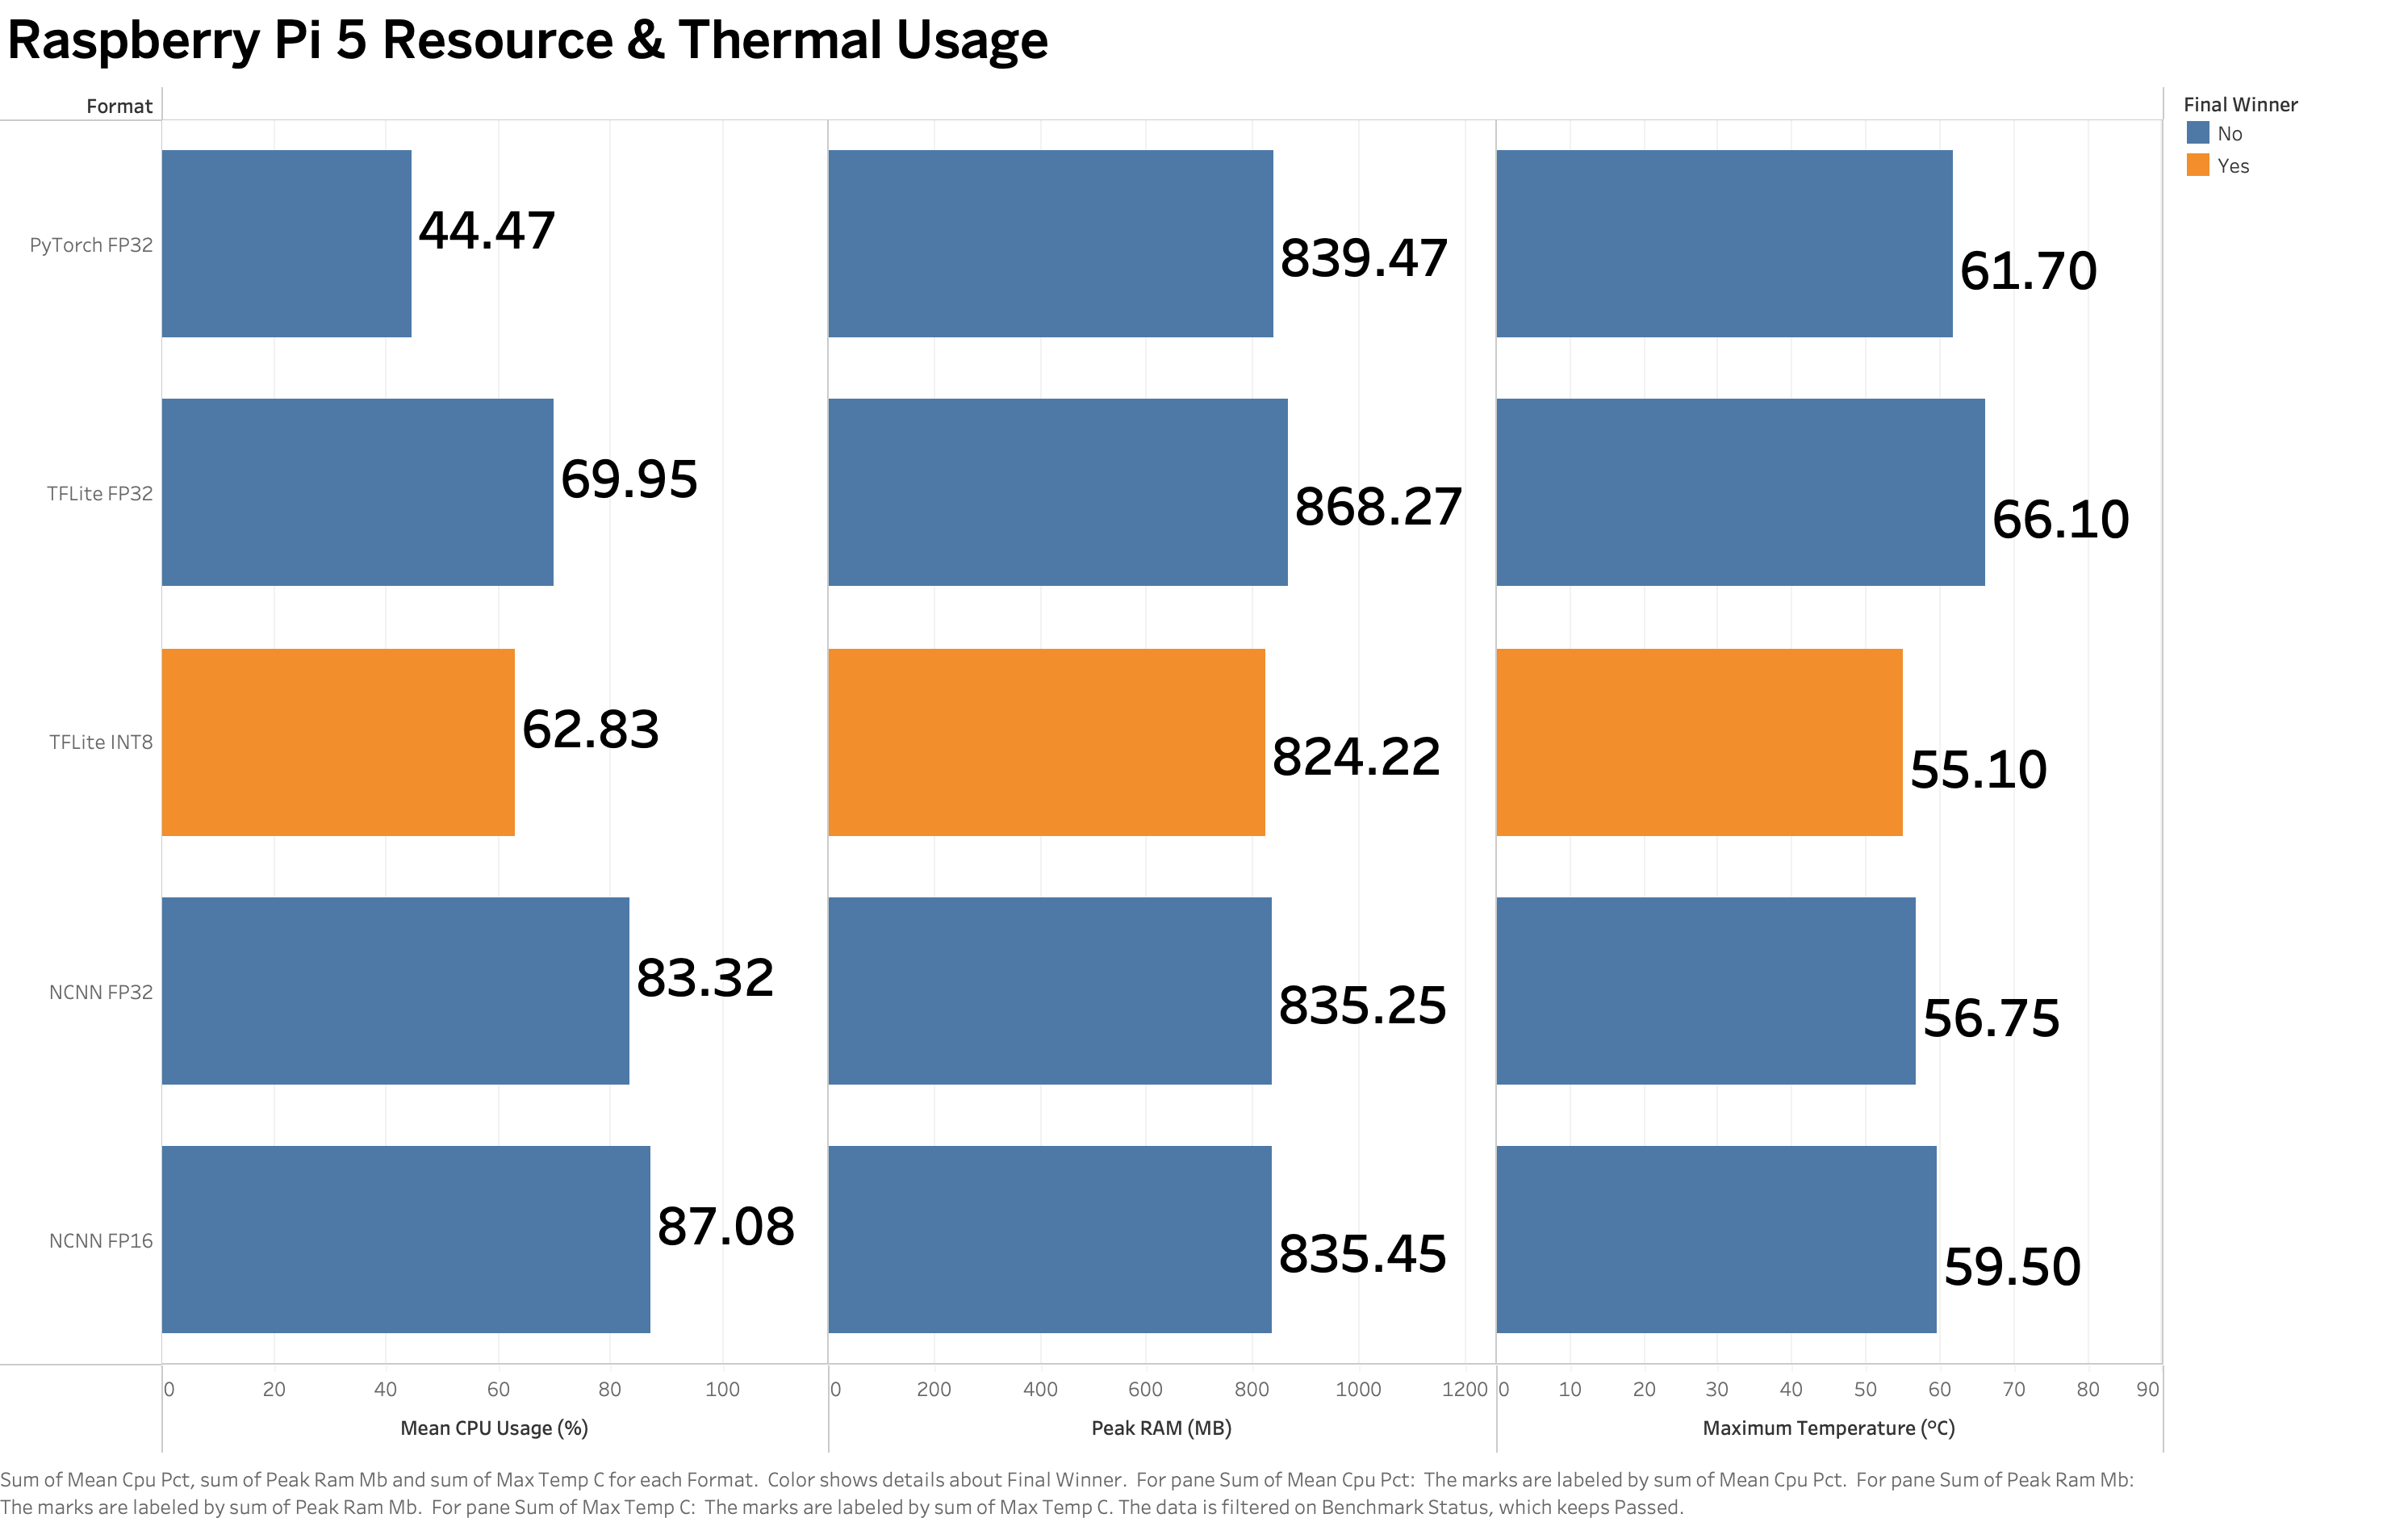 Raspberry Pi 5 Resource & Thermal Usage
Format
Final Winner
No
Yes
PyTorch FP32
44.47
839.47
61.70
TFLite FP32
69.95
868.27
66.10
TFLite INT8
62.83
824.22
55.10
NCNN FP32
83.32
835.25
56.75
NCNN FP16
87.08
835.45
59.50
0 20 40 60 80 100
0 200 400 600 800 1000 1200
0 10 20 30 40 50 60 70 80 90
Mean CPU Usage (%)
Peak RAM (MB)
Maximum Temperature (°C)
Sum of Mean Cpu Pct, sum of Peak Ram Mb and sum of Max Temp C for each Format.  Color shows details about Final Winner.  For pane Sum of Mean Cpu Pct:  The marks are labeled by sum of Mean Cpu Pct.  For pane Sum of Peak Ram Mb:
The marks are labeled by sum of Peak Ram Mb.  For pane Sum of Max Temp C:  The marks are labeled by sum of Max Temp C. The data is filtered on Benchmark Status, which keeps Passed.